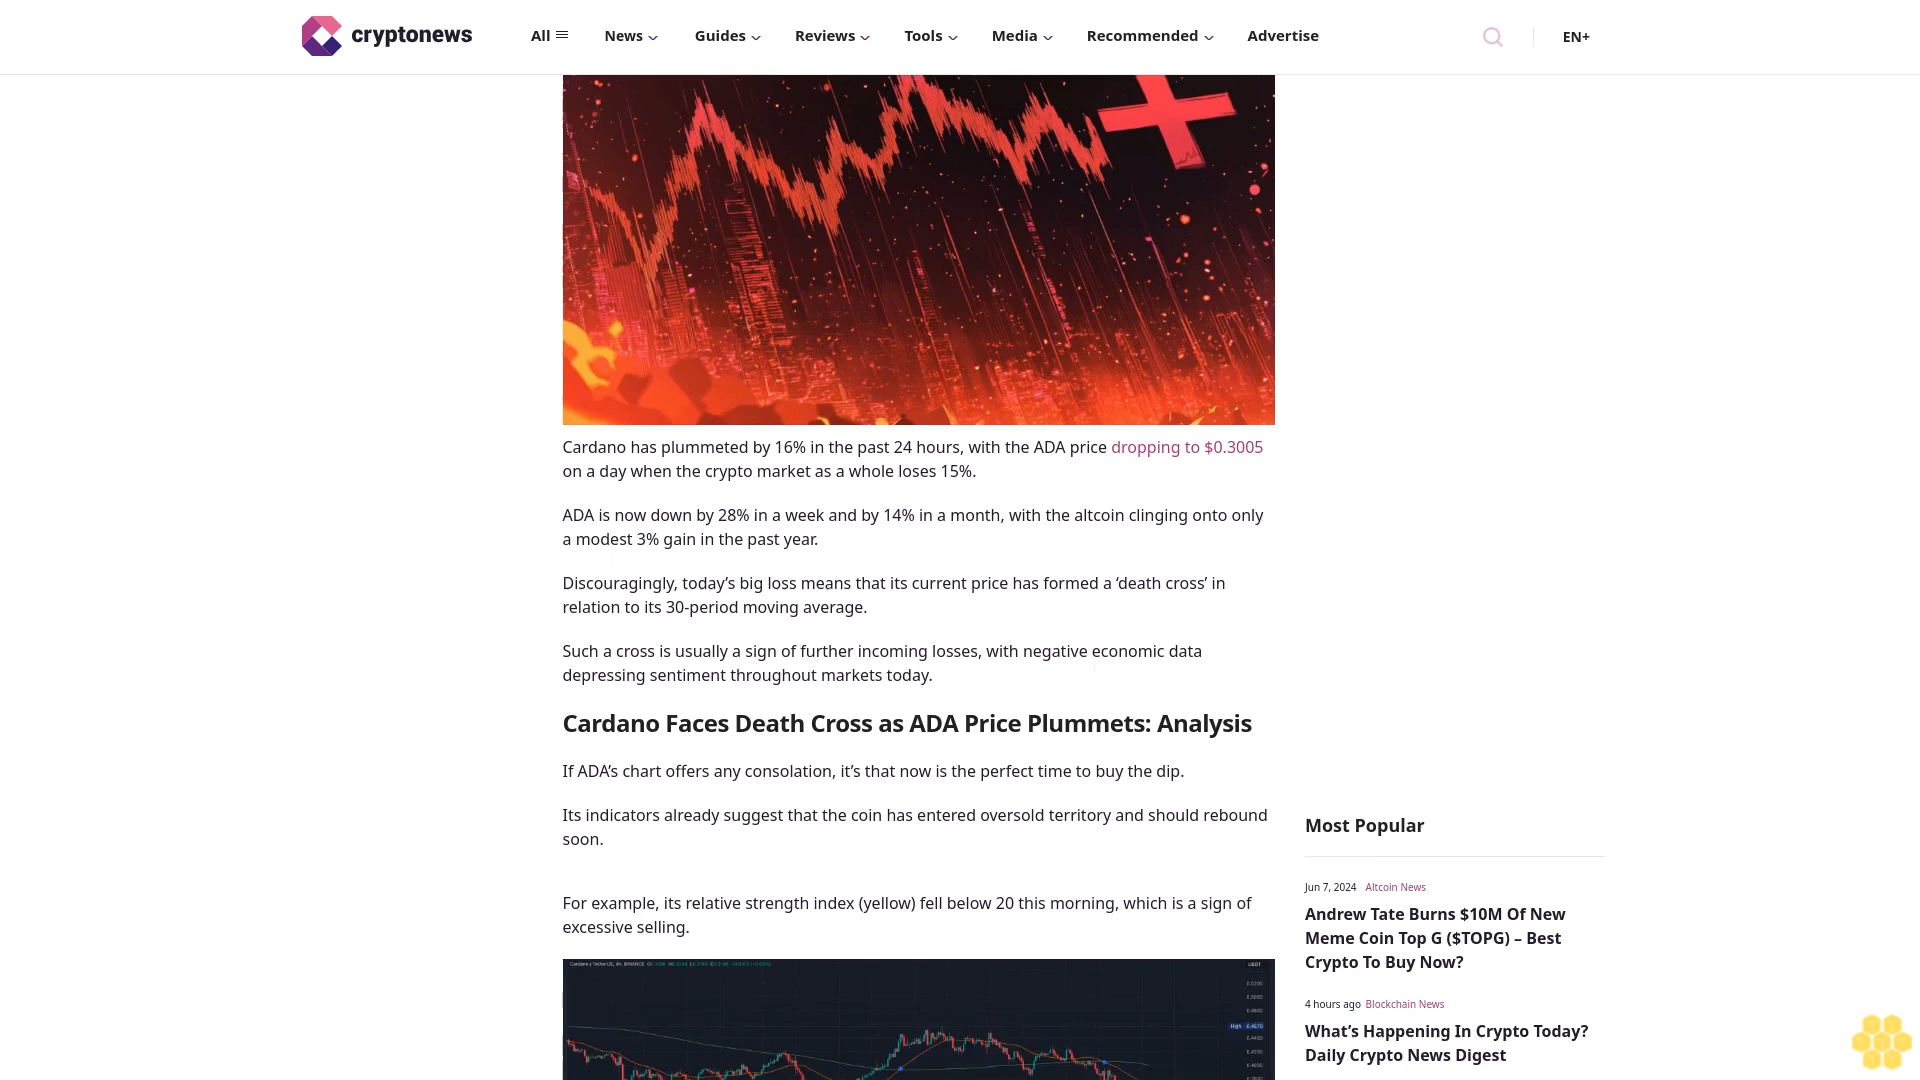 cryptonews
All
News
Guides
Reviews
Tools
Media
Recommended
Advertise
EN+
Cardano has plummeted by 16% in the past 24 hours, with the ADA price dropping to $0.3005
on a day when the crypto market as a whole loses 15%.
ADA is now down by 28% in a week and by 14% in a month, with the altcoin clinging onto only
a modest 3% gain in the past year.
Discouragingly, today’s big loss means that its current price has formed a ‘death cross’ in
relation to its 30-period moving average.
Such a cross is usually a sign of further incoming losses, with negative economic data
depressing sentiment throughout markets today.
Cardano Faces Death Cross as ADA Price Plummets: Analysis
If ADA’s chart offers any consolation, it’s that now is the perfect time to buy the dip.
Its indicators already suggest that the coin has entered oversold territory and should rebound
soon.
For example, its relative strength index (yellow) fell below 20 this morning, which is a sign of
excessive selling.
USDT
High 0.4570
Most Popular
Jun 7, 2024 Altcoin News
Andrew Tate Burns $10M Of New
Meme Coin Top G ($TOPG) – Best
Crypto To Buy Now?
4 hours ago Blockchain News
What’s Happening In Crypto Today?
Daily Crypto News Digest